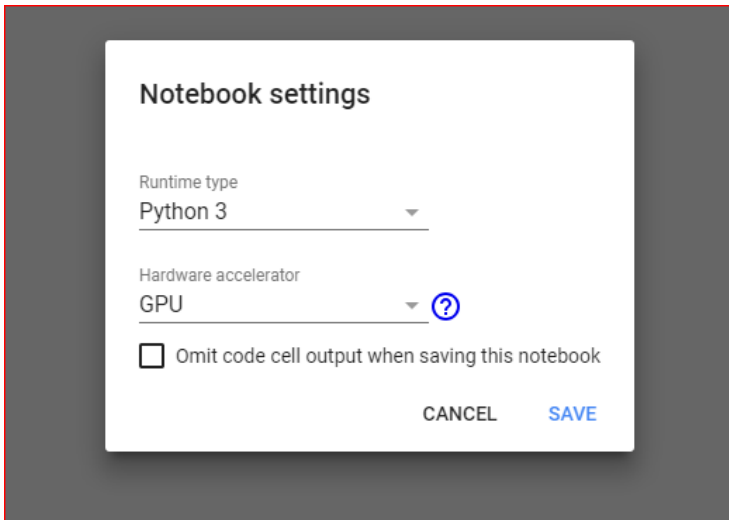 Notebook settings
Runtime type
Python 3
Hardware accelerator
GPU
?
Omit code cell output when saving this notebook
CANCEL SAVE